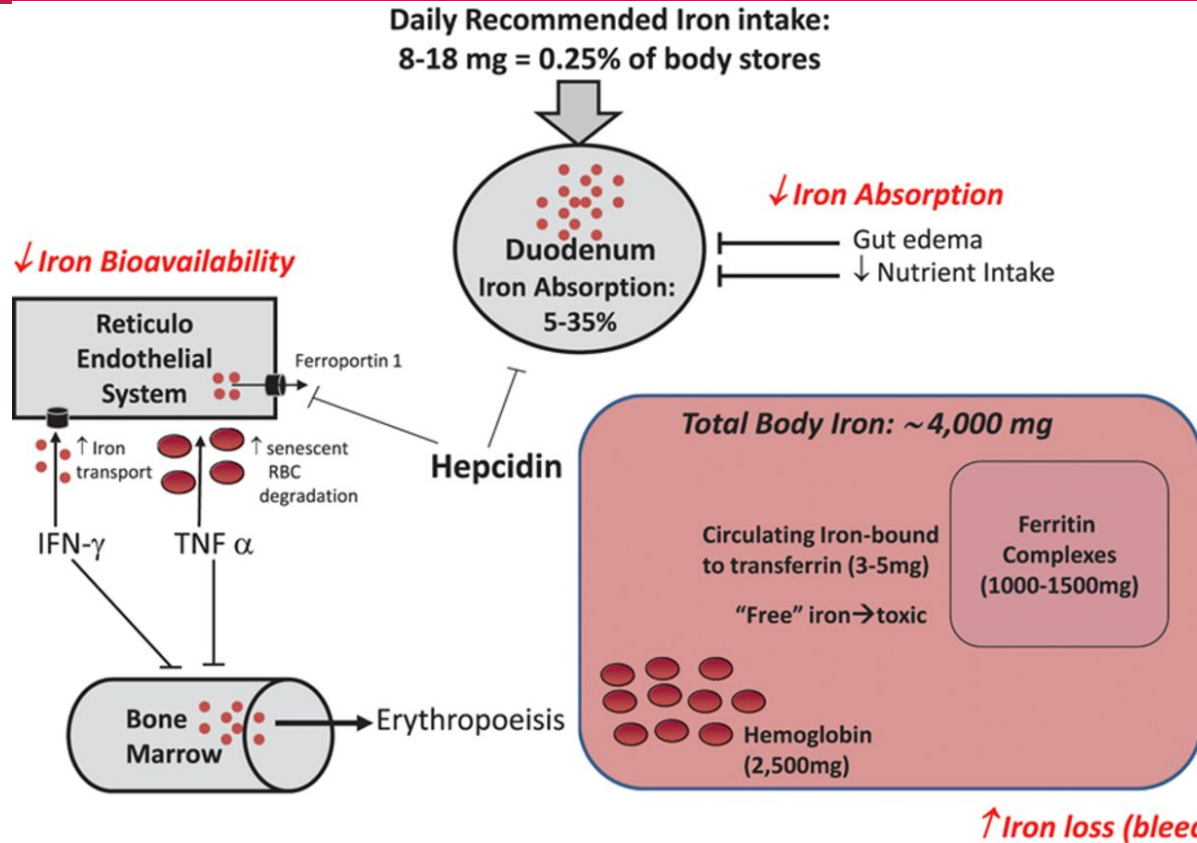 Daily Recommended Iron intake:
8-18 mg = 0.25% of body stores
Duodenum
Iron Absorption:
5-35%
↓Iron Absorption
Gut edema
↓ Nutrient Intake
↓Iron Bioavailability
Reticulo
Endothelial
System
Ferroportin 1
↑ Iron
transport
↑ senescent
RBC
degradation
Hepcidin
IFN-γ
TNF α
Bone
Marrow
Erythropoeisis
Total Body Iron: ~4,000 mg
Circulating Iron-bound
to transferrin (3-5mg)
"Free" iron→toxic
Ferritin
Complexes
(1000-1500mg)
Hemoglobin
(2,500mg)
↑Iron loss (bleed